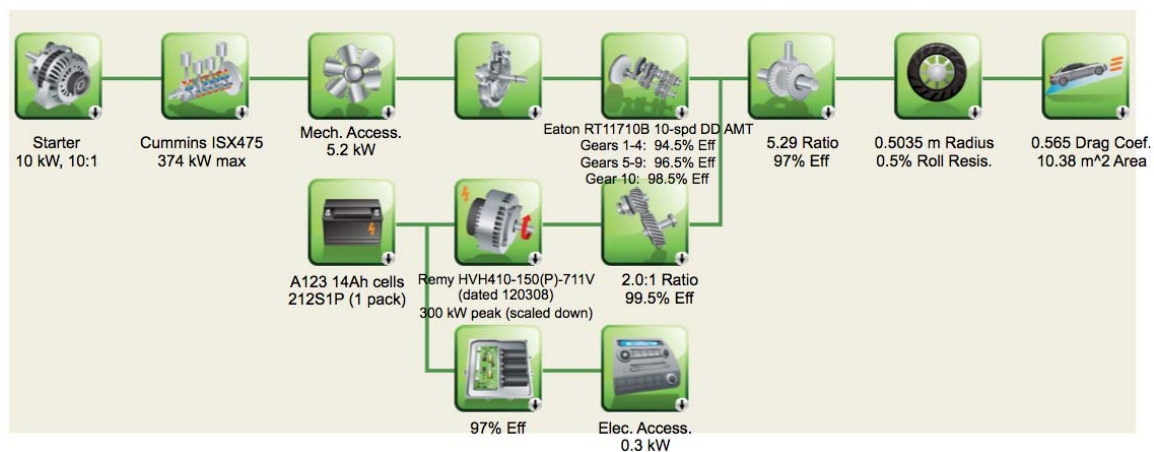 Starter
10 kW, 10:1
Cummins ISX475
374 kW max
Mech. Access.
5.2 kW
Eaton RT11710B 10-spd DD AMT
Gears 1-4: 94.5% Eff
Gears 5-9: 96.5% Eff
Gear 10: 98.5% Eff
5.29 Ratio
97% Eff
0.5035 m Radius
0.5% Roll Resis.
0.565 Drag Coef.
10.38 m^2 Area
A123 14Ah cells
212S1P (1 pack)
Remy HVH410-150(P)-711V
(dated 120308)
300 kW peak (scaled down)
2.0:1 Ratio
99.5% Eff
97% Eff
Elec. Access.
0.3 kW